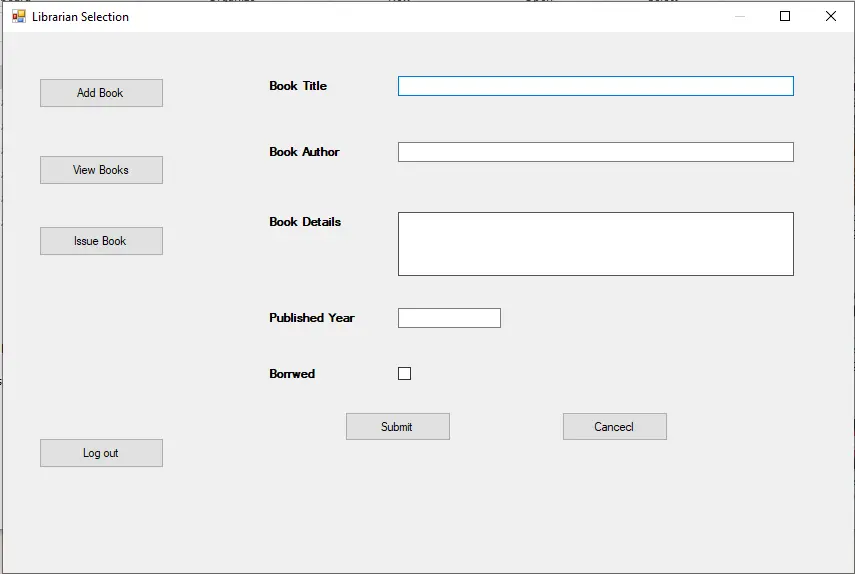 Librarian Selection
Add Book
Book Title
Book Author
View Books
Book Details
Issue Book
Published Year
Borrwed
Submit
Cancecl
Log out